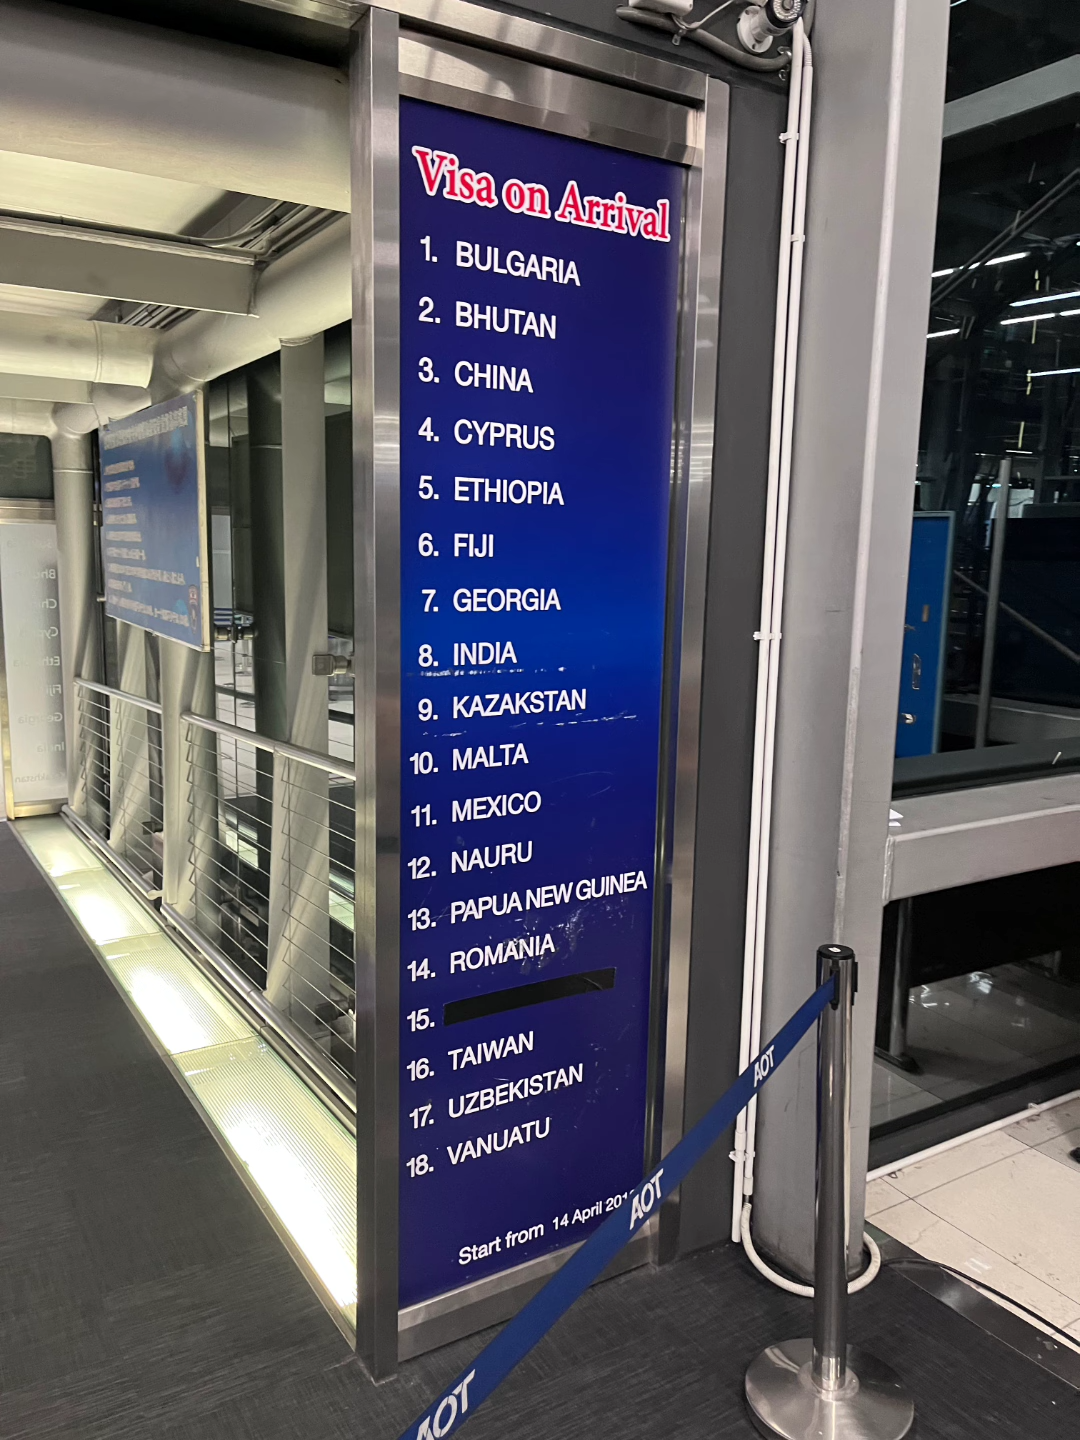 Visa on Arrival
1. BULGARIA
2. BHUTAN
3. CHINA
4. CYPRUS
5. ETHIOPIA
6. FIJI
7. GEORGIA
8. INDIA
9. KAZAKSTAN
10. MALTA
11. MEXICO
12. NAURU
13. PAPUA NEW GUINEA
14. ROMANIA
15.
16. TAIWAN
17. UZBEKISTAN
18. VANUATU
Start from 14 April
AOT
AOT
AOT